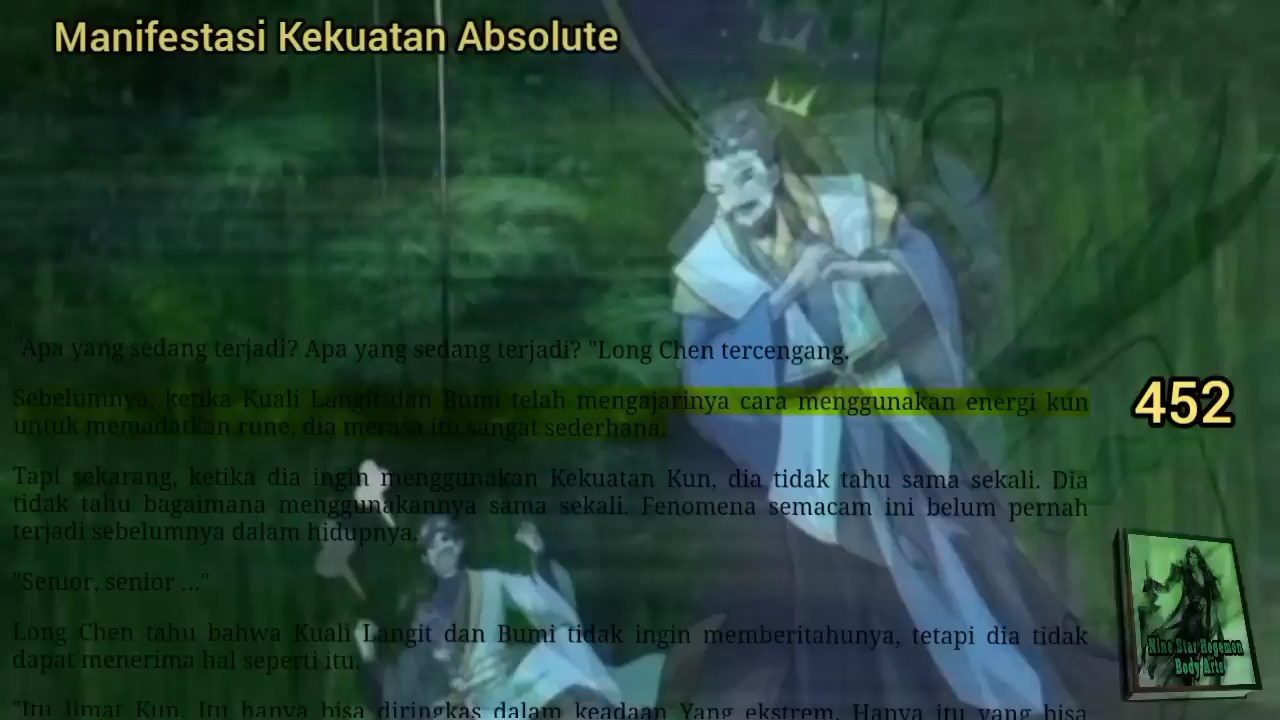 Manifestasi Kekuatan Absolute
"Apa yang sedang terjadi? Apa yang sedang terjadi? "Long Chen tercengang.
Sebelumnya, ketika Kuali Langit dan Bumi telah mengajarinya cara menggunakan energi kun
untuk memadatkan rune, dia merasa itu sangat sederhana.
452
Tapi sekarang, ketika dia ingin menggunakan Kekuatan Kun, dia tidak tahu sama sekali. Dia
tidak tahu bagaimana menggunakannya sama sekali. Fenomena semacam ini belum pernah
terjadi sebelumnya dalam hidupnya.
"Senior, senior ..."
Long Chen tahu bahwa Kuali Langit dan Bumi tidak ingin memberitahunya, tetapi dia tidak
dapat menerima hal seperti itu.
Nine Star Hegemon
Body Arts
"Itu Jimat Kun. Itu hanya bisa diringkas dalam keadaan Yang ekstrem. Hanya itu yang bisa